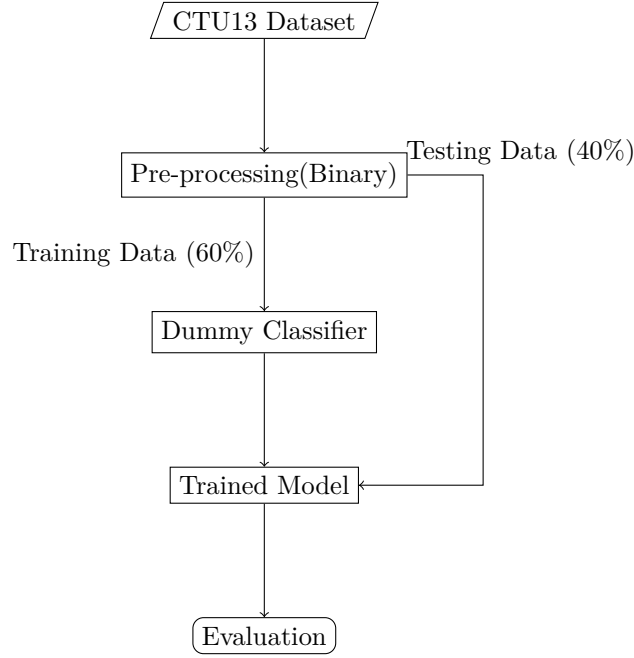 CTU13 Dataset
Testing Data (40%)
Pre-processing(Binary)
Training Data (60%)
Dummy Classifier
Trained Model
Evaluation